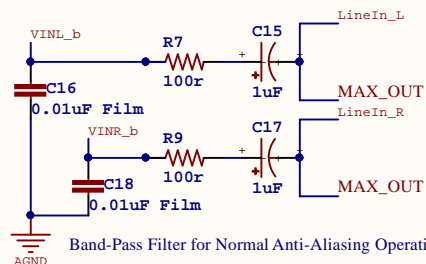 C15
LineIn_L
VINL_b
R7
C16
100r
1uF
MAX_OUT
0.01uF Film
LineIn_R
VINR_b
R9
C17
C18
100r
1uF
MAX_OUT
0.01uF Film
Band-Pass Filter for Normal Anti-Aliasing Operati
AGND